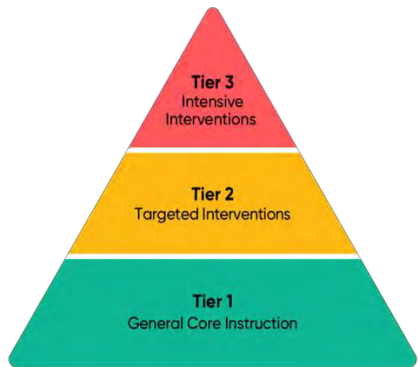 Tier 3
Intensive
Interventions
Tier 2
Targeted Interventions
Tier 1
General Core Instruction